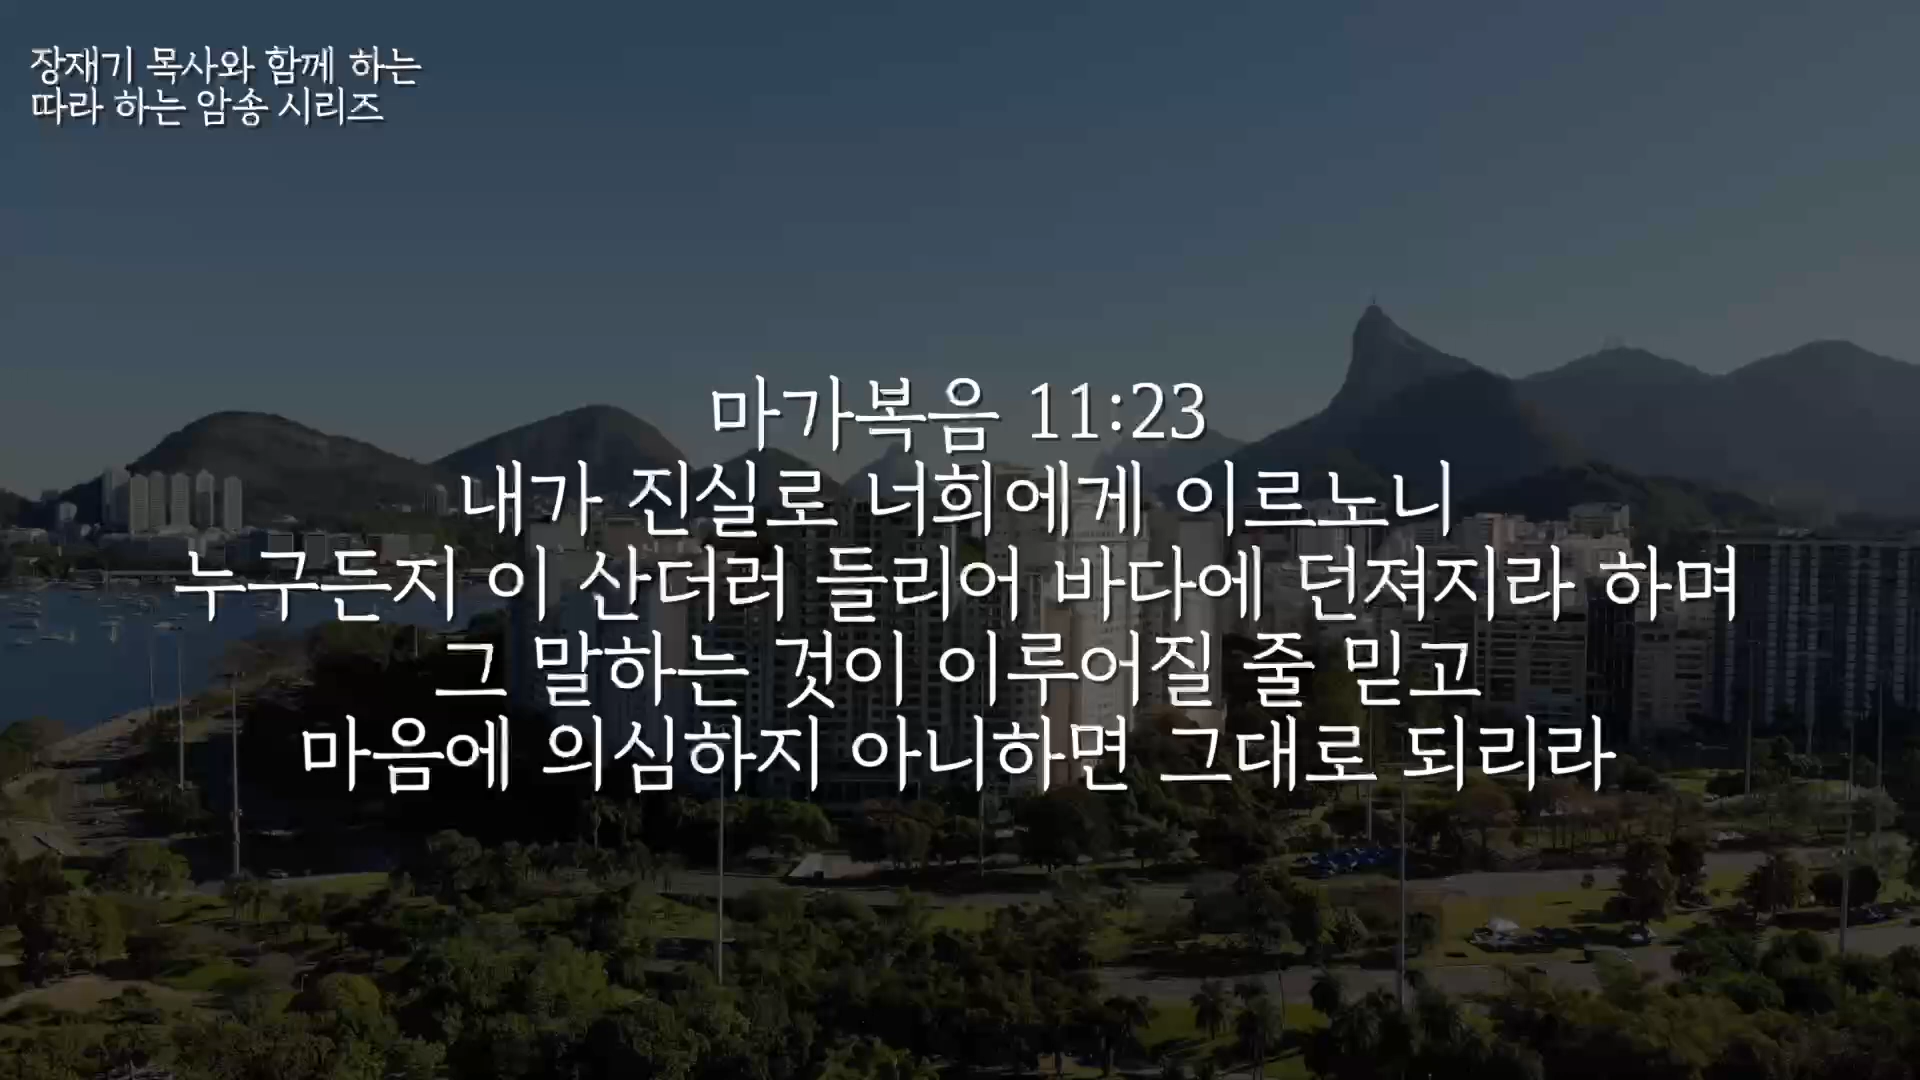 장재기 목사와 함께 하는
따라 하는 암송 시리즈
마가복음 11:23
내가 진실로 너희에게 이르노니
누구든지 이 산더러 들리어 바다에 던져지라 하며
그 말하는 것이 이루어질 줄 믿고
마음에 의심하지 아니하면 그대로 되리라